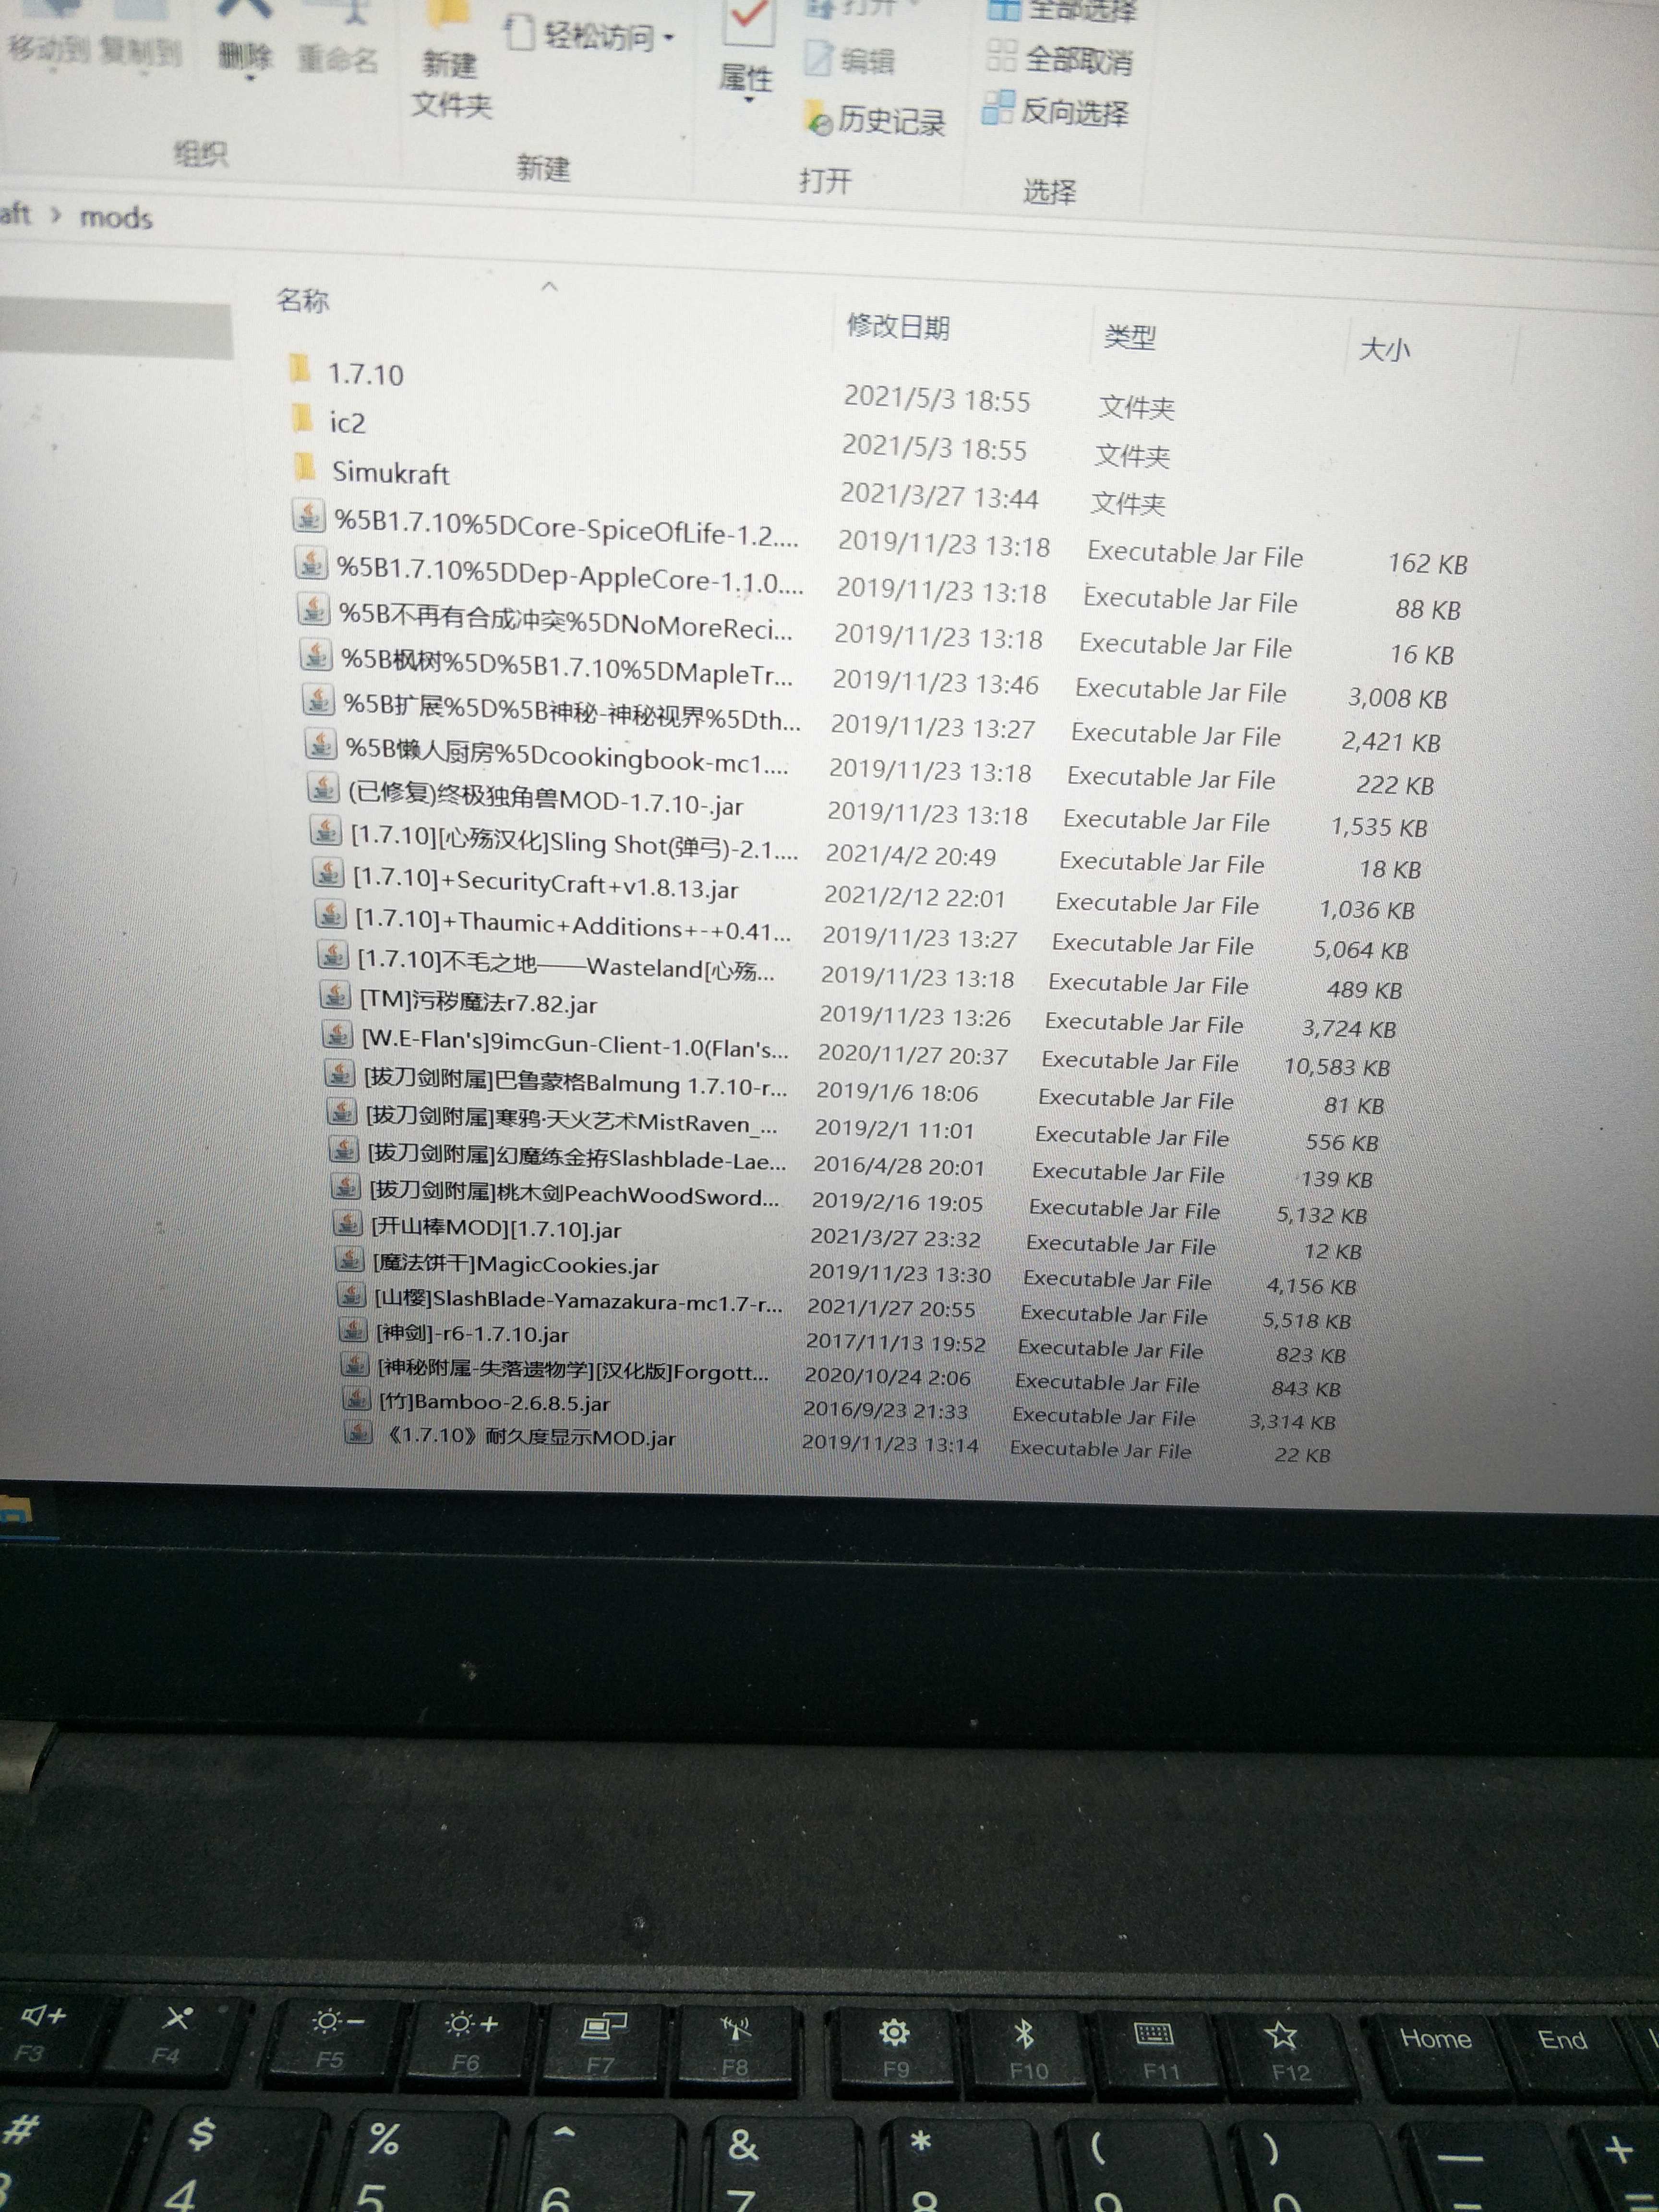 移动到 复制到 删除 重命名 新建 文件夹 轻松访问 属性 打开 编辑 历史记录 全部选择 全部取消 反向选择
组织 新建 打开 选择
aft › mods
名称 修改日期 类型 大小
1.7.10 2021/5/3 18:55 文件夹
ic2 2021/5/3 18:55 文件夹
Simukraft 2021/3/27 13:44 文件夹
%5B1.7.10%5DCore-SpiceOfLife-1.2.... 2019/11/23 13:18 Executable Jar File 162 KB
%5B1.7.10%5DDep-AppleCore-1.1.0.... 2019/11/23 13:18 Executable Jar File 88 KB
%5B不再有合成冲突%5DNoMoreReci... 2019/11/23 13:18 Executable Jar File 16 KB
%5B枫树%5D%5B1.7.10%5DMapleTr... 2019/11/23 13:46 Executable Jar File 3,008 KB
%5B扩展%5D%5B神秘-神秘视界%5Dth... 2019/11/23 13:27 Executable Jar File 2,421 KB
%5B懒人厨房%5Dcookingbook-mc1.... 2019/11/23 13:18 Executable Jar File 222 KB
(已修复)终极独角兽MOD-1.7.10-.jar 2019/11/23 13:18 Executable Jar File 1,535 KB
[1.7.10][心殇汉化]Sling Shot(弹弓)-2.1.... 2021/4/2 20:49 Executable Jar File 18 KB
[1.7.10]+SecurityCraft+v1.8.13.jar 2021/2/12 22:01 Executable Jar File 1,036 KB
[1.7.10]+Thaumic+Additions+-+0.41... 2019/11/23 13:27 Executable Jar File 5,064 KB
[1.7.10]不毛之地——Wasteland[心殇... 2019/11/23 13:18 Executable Jar File 489 KB
[TM]污秽魔法r7.82.jar 2019/11/23 13:26 Executable Jar File 3,724 KB
[W.E-Flan's]9imcGun-Client-1.0(Flan's... 2020/11/27 20:37 Executable Jar File 10,583 KB
[拔刀剑附属]巴鲁蒙格Balmung 1.7.10-r... 2019/1/6 18:06 Executable Jar File 81 KB
[拔刀剑附属]寒鸦·天火艺术MistRaven_... 2019/2/1 11:01 Executable Jar File 556 KB
[拔刀剑附属]幻魔练金拵Slashblade-Lae... 2016/4/28 20:01 Executable Jar File 139 KB
[拔刀剑附属]桃木剑PeachWoodSword... 2019/2/16 19:05 Executable Jar File 5,132 KB
[开山棒MOD][1.7.10].jar 2021/3/27 23:32 Executable Jar File 12 KB
[魔法饼干]MagicCookies.jar 2019/11/23 13:30 Executable Jar File 4,156 KB
[山樱]SlashBlade-Yamazakura-mc1.7-r... 2021/1/27 20:55 Executable Jar File 5,518 KB
[神剑]-r6-1.7.10.jar 2017/11/13 19:52 Executable Jar File 823 KB
[神秘附属-失落遗物学][汉化版]Forgott... 2020/10/24 2:06 Executable Jar File 843 KB
[竹]Bamboo-2.6.8.5.jar 2016/9/23 21:33 Executable Jar File 3,314 KB
《1.7.10》耐久度显示MOD.jar 2019/11/23 13:14 Executable Jar File 22 KB
F3 F4 F5 F6 F7 F8 F9 F10 F11 F12 Home End
# $ % ^ & * ( ) — +
3 4 5 6 7 8 9 0 - =